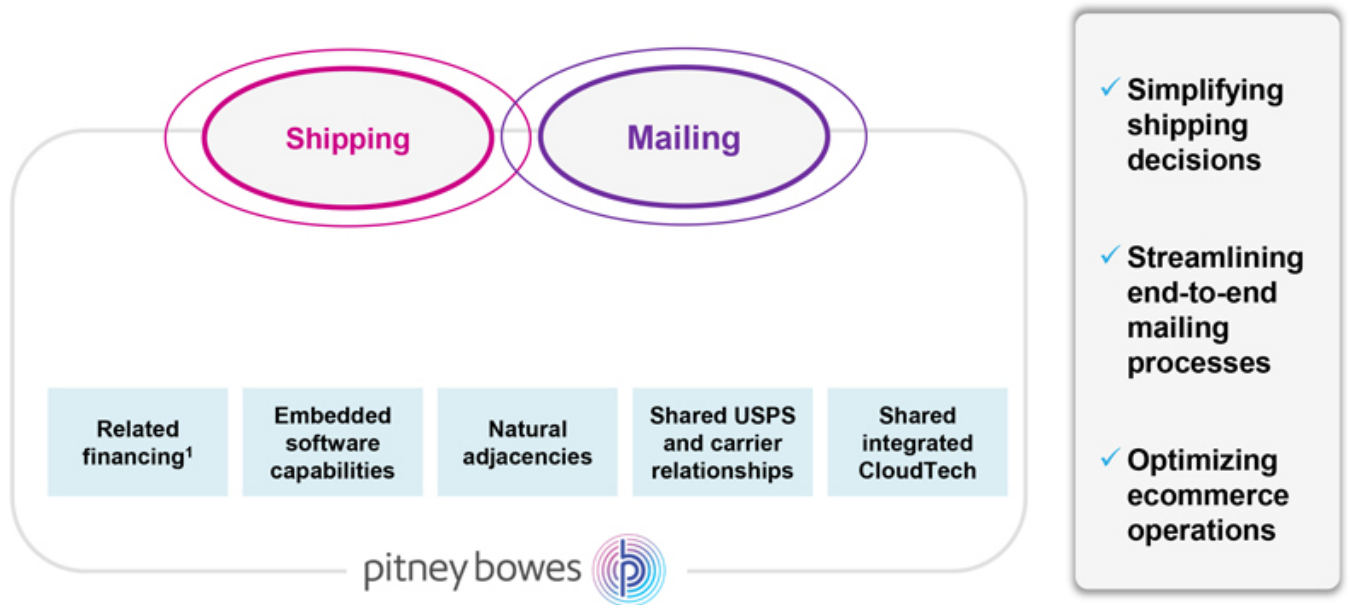 Shipping
Mailing
Related
financing¹
Embedded
software
capabilities
Natural
adjacencies
Shared USPS
and carrier
relationships
Shared
integrated
CloudTech
pitney bowes
✓ Simplifying
shipping
decisions
✓ Streamlining
end-to-end
mailing
processes
✓ Optimizing
ecommerce
operations